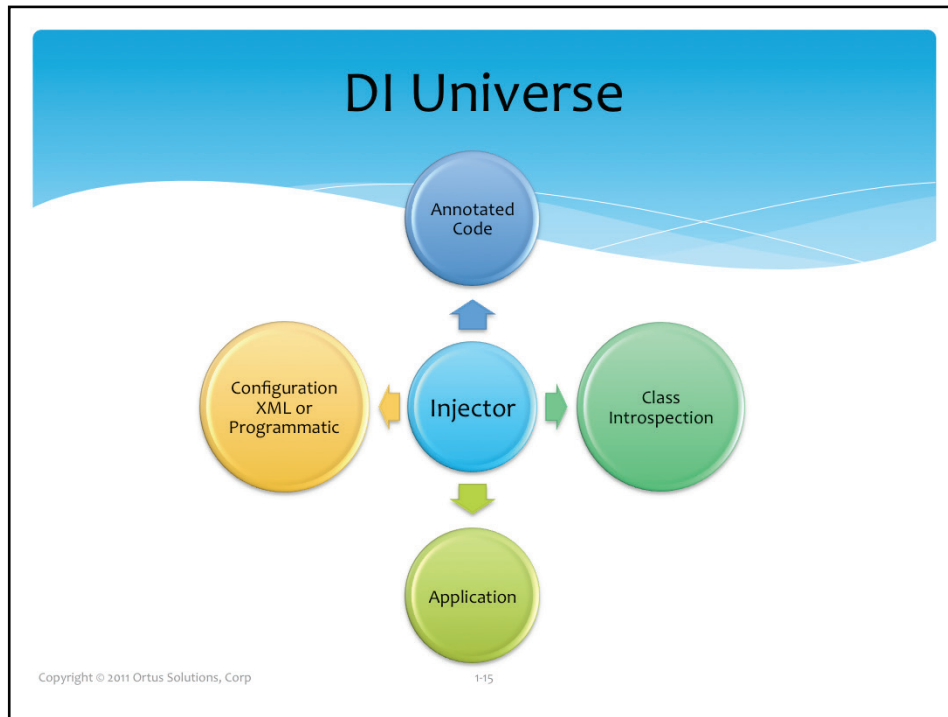 DI Universe
Annotated
Code
Configuration
XML or
Programmatic
Injector
Class
Introspection
Application
Copyright © 2011 Ortus Solutions, Corp
1-15